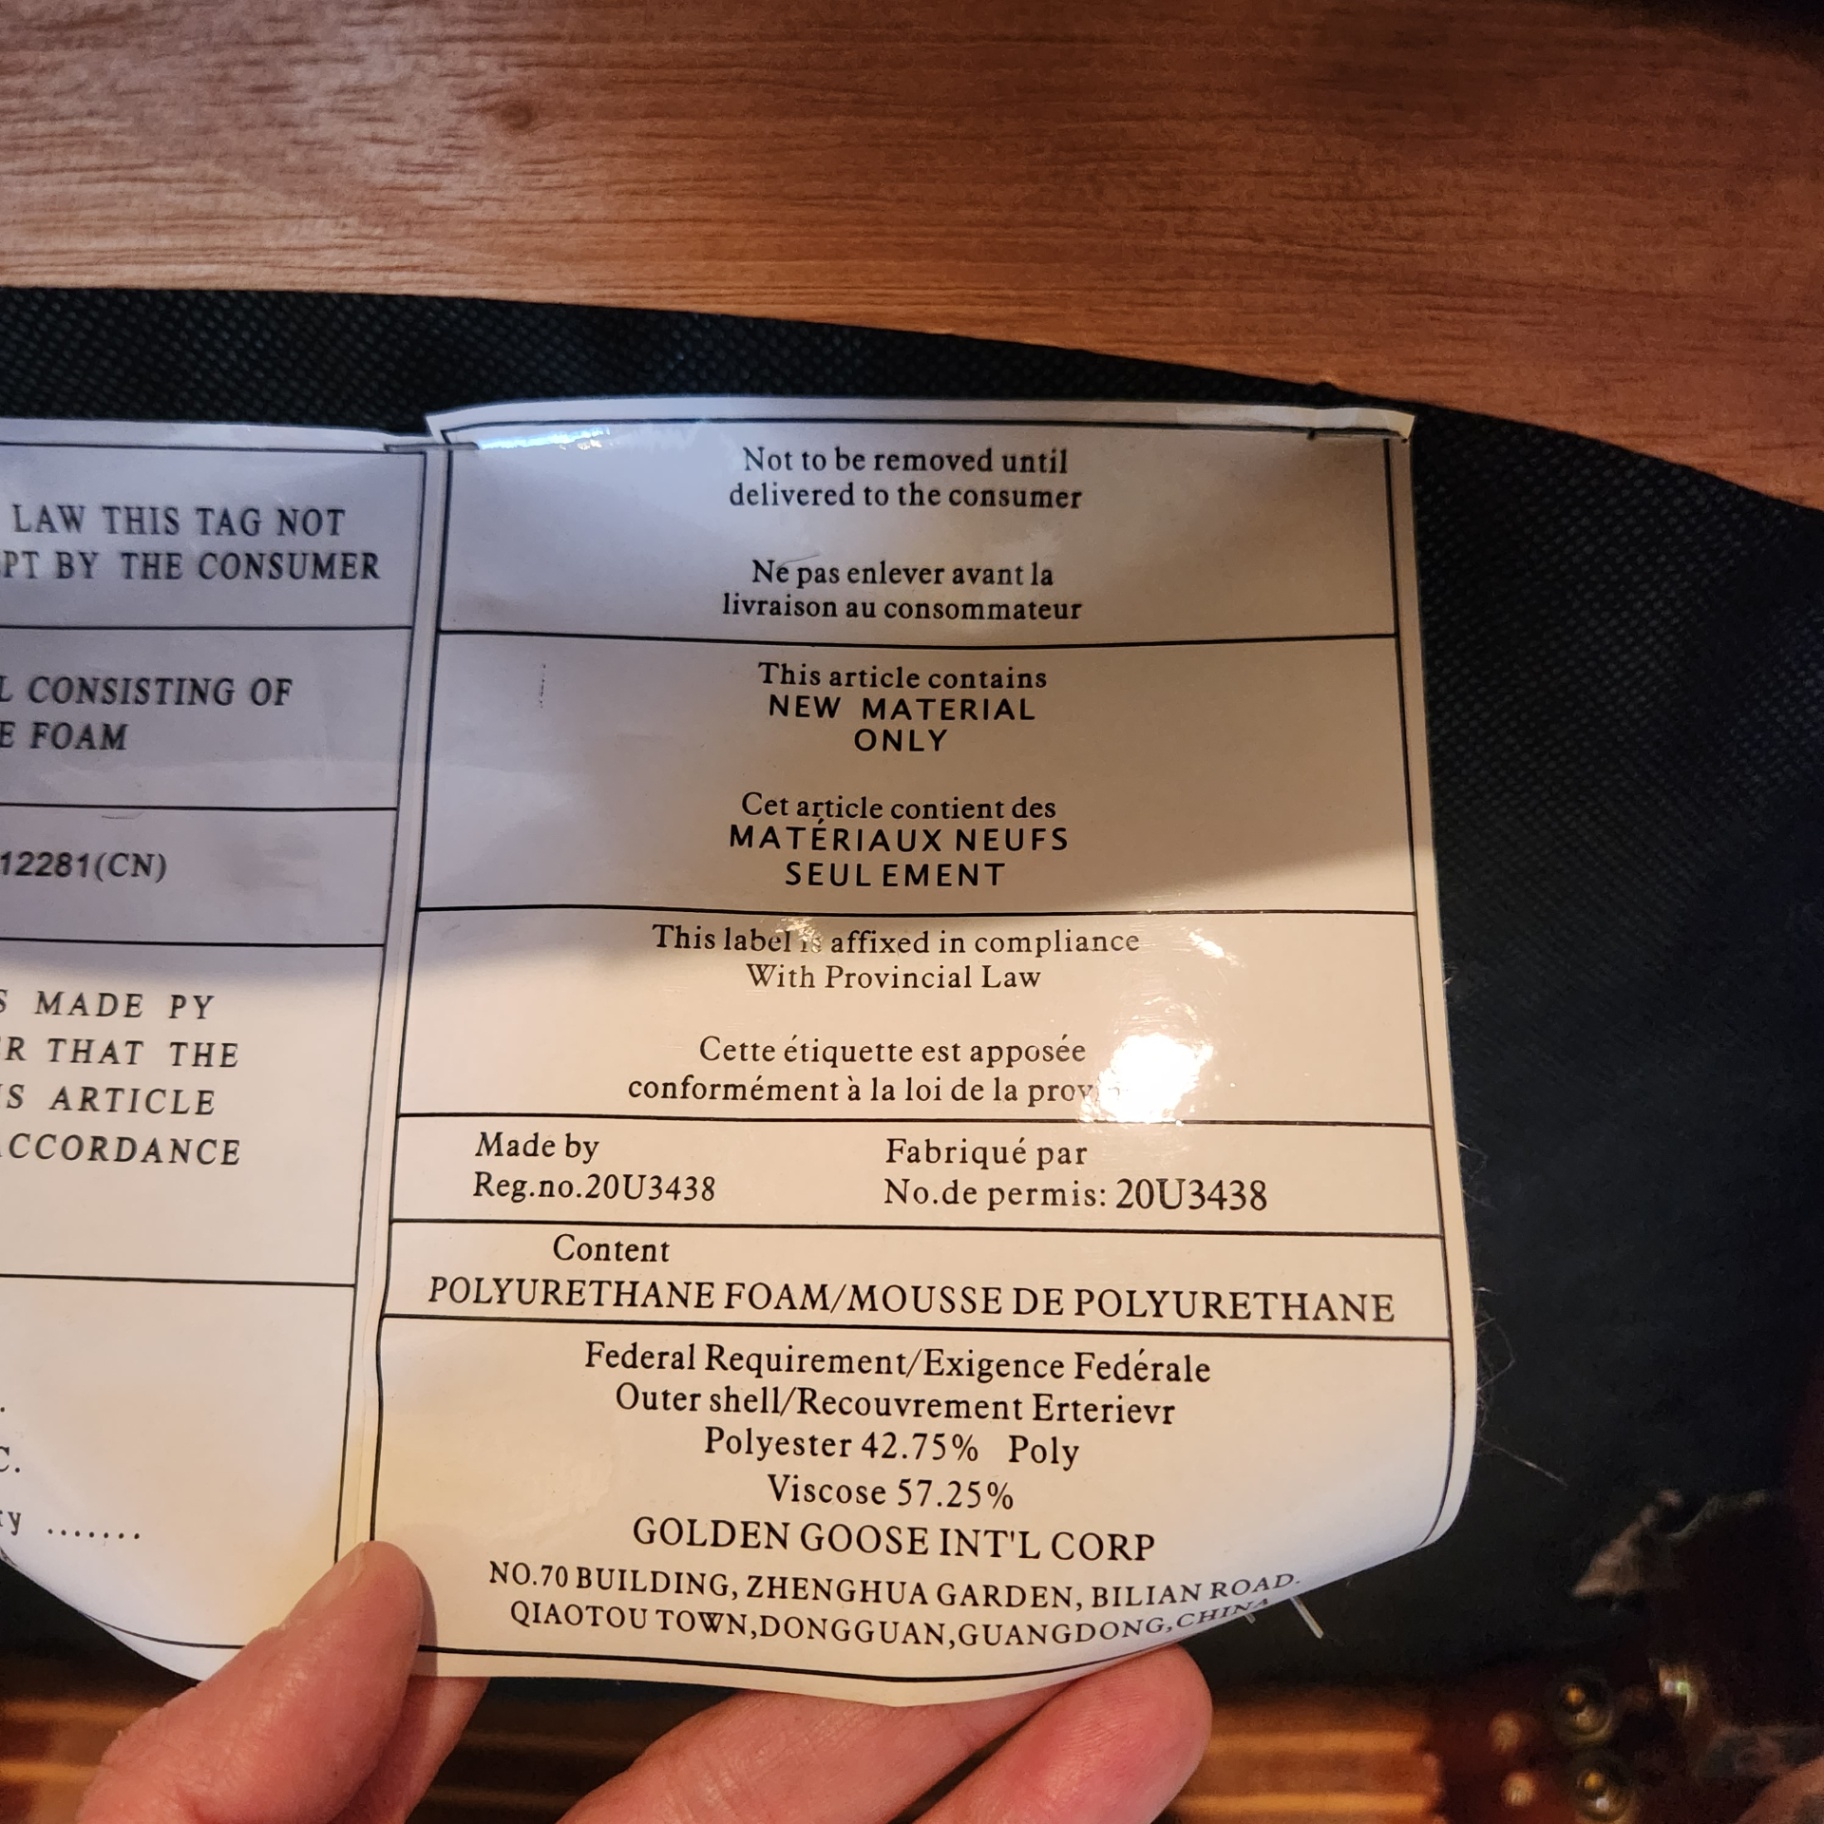 LAW THIS TAG NOT
PT BY THE CONSUMER
L CONSISTING OF
E FOAM
12281(CN)
S MADE PY
R THAT THE
S ARTICLE
CCORDANCE
C.
y .......
Not to be removed until
delivered to the consumer
Ne pas enlever avant la
livraison au consommateur
This article contains
NEW MATERIAL
ONLY
Cet article contient des
MATÉRIAUX NEUFS
SEULEMENT
This label is affixed in compliance
With Provincial Law
Cette étiquette est apposée
conformément à la loi de la prov
Made by
Reg.no.20U3438
Fabriqué par
No.de permis: 20U3438
Content
POLYURETHANE FOAM/MOUSSE DE POLYURETHANE
Federal Requirement/Exigence Fedérale
Outer shell/Recouvrement Erterievr
Polyester 42.75% Poly
Viscose 57.25%
GOLDEN GOOSE INT'L CORP
NO.70 BUILDING, ZHENGHUA GARDEN, BILIAN ROAD.
QIAOTOU TOWN,DONGGUAN,GUANGDONG,CHINA